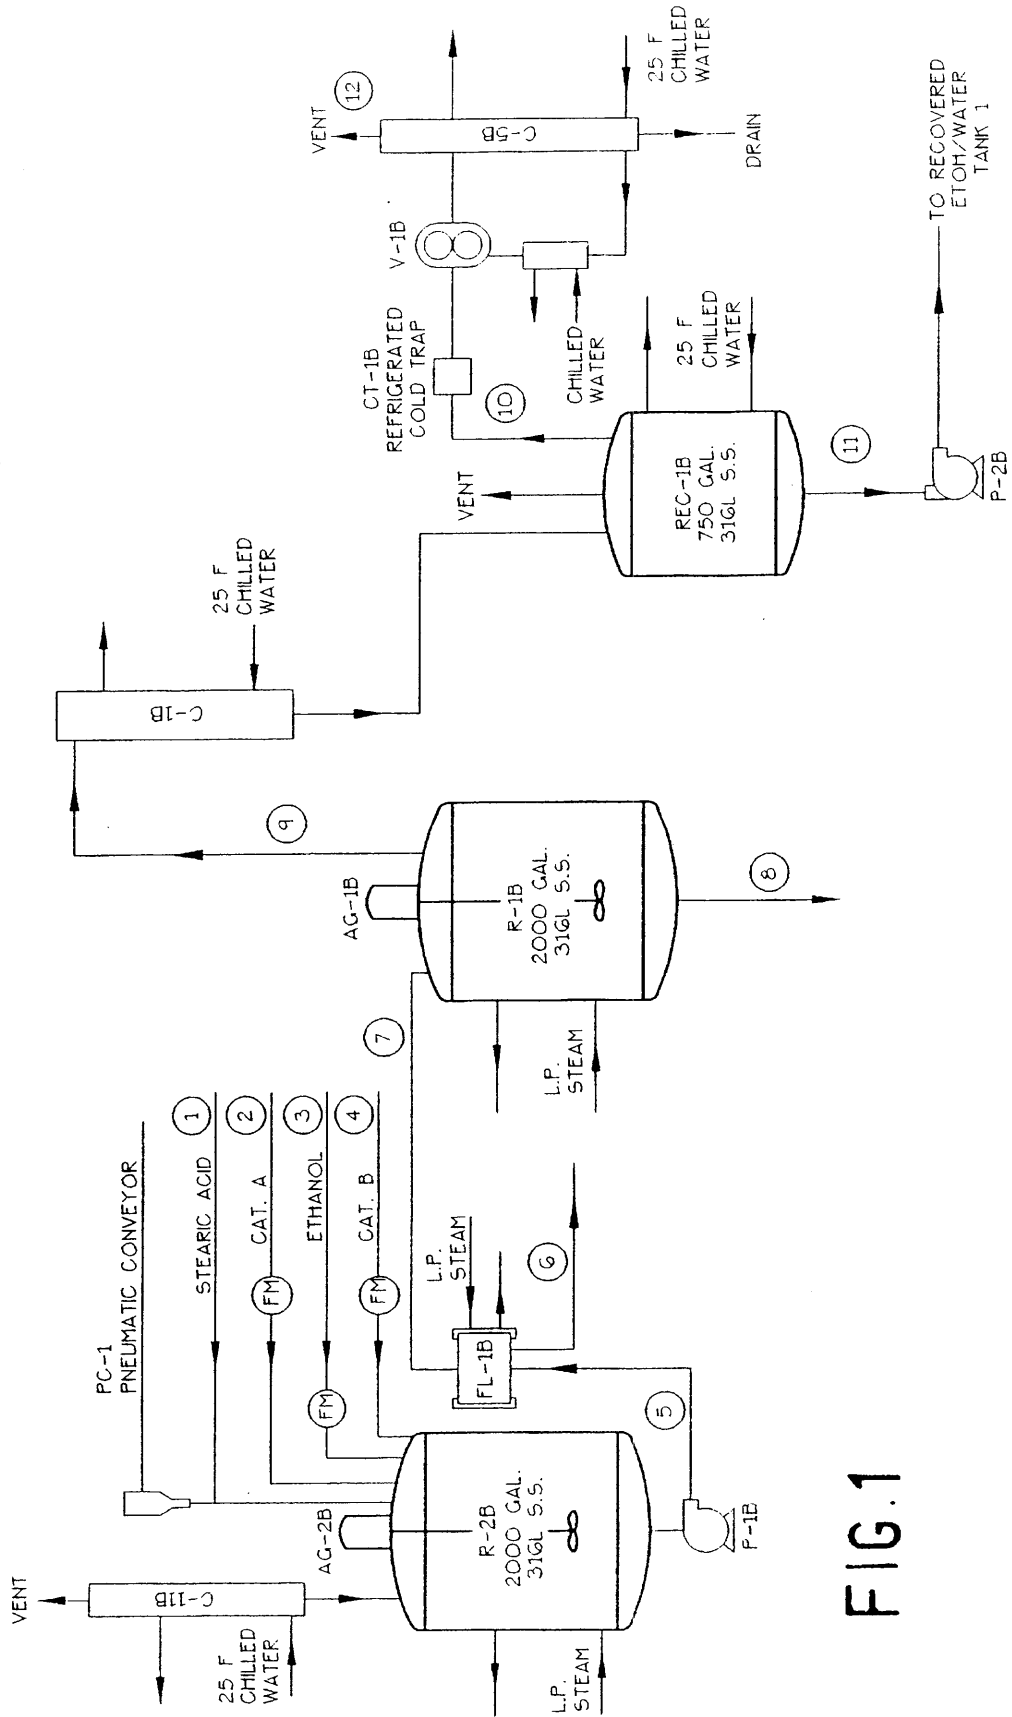 VENT
C-11B
25 F
CHILLED
WATER
PC-1
PNEUMATIC CONVEYOR
STEARIC ACID
1
CAT. A
2
FM
ETHANOL
3
FM
CAT. B
4
FM
AG-2B
R-2B
2000 GAL.
316L S.S.
L.P.
STEAM
P-1B
5
FL-1B
L.P.
STEAM
6
7
AG-1B
R-1B
2000 GAL.
316L S.S.
L.P.
STEAM
8
9
C-1B
25 F
CHILLED
WATER
VENT
REC-1B
750 GAL.
316L S.S.
25 F
CHILLED
WATER
10
CT-1B
REFRIGERATED
COLD TRAP
V-1B
CHILLED
WATER
VENT
12
C-5B
25 F
CHILLED
WATER
DRAIN
11
P-2B
TO RECOVERED
ETOH/WATER
TANK 1
FIG.1